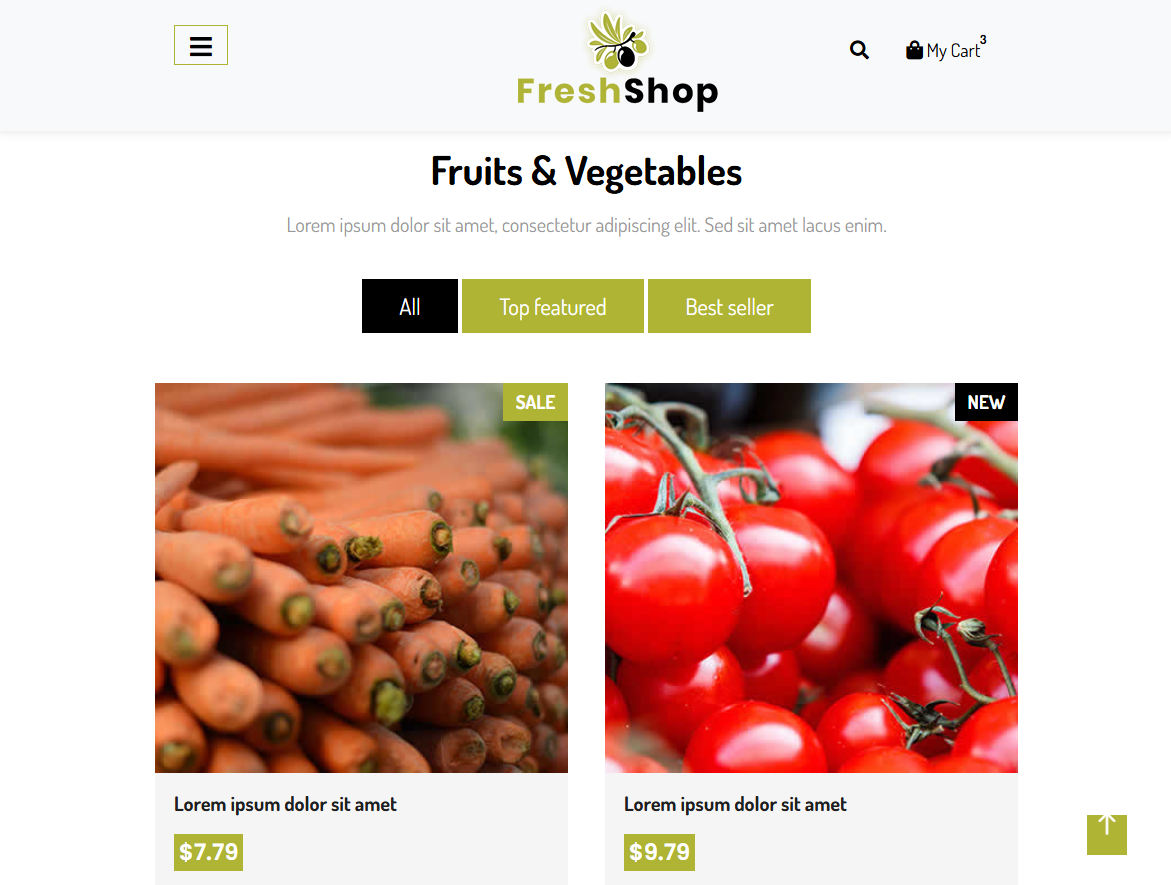 FreshShop
My Cart 3
Fruits & Vegetables
Lorem ipsum dolor sit amet, consectetur adipiscing elit. Sed sit amet lacus enim.
All
Top featured
Best seller
SALE
NEW
Lorem ipsum dolor sit amet
$7.79
Lorem ipsum dolor sit amet
$9.79